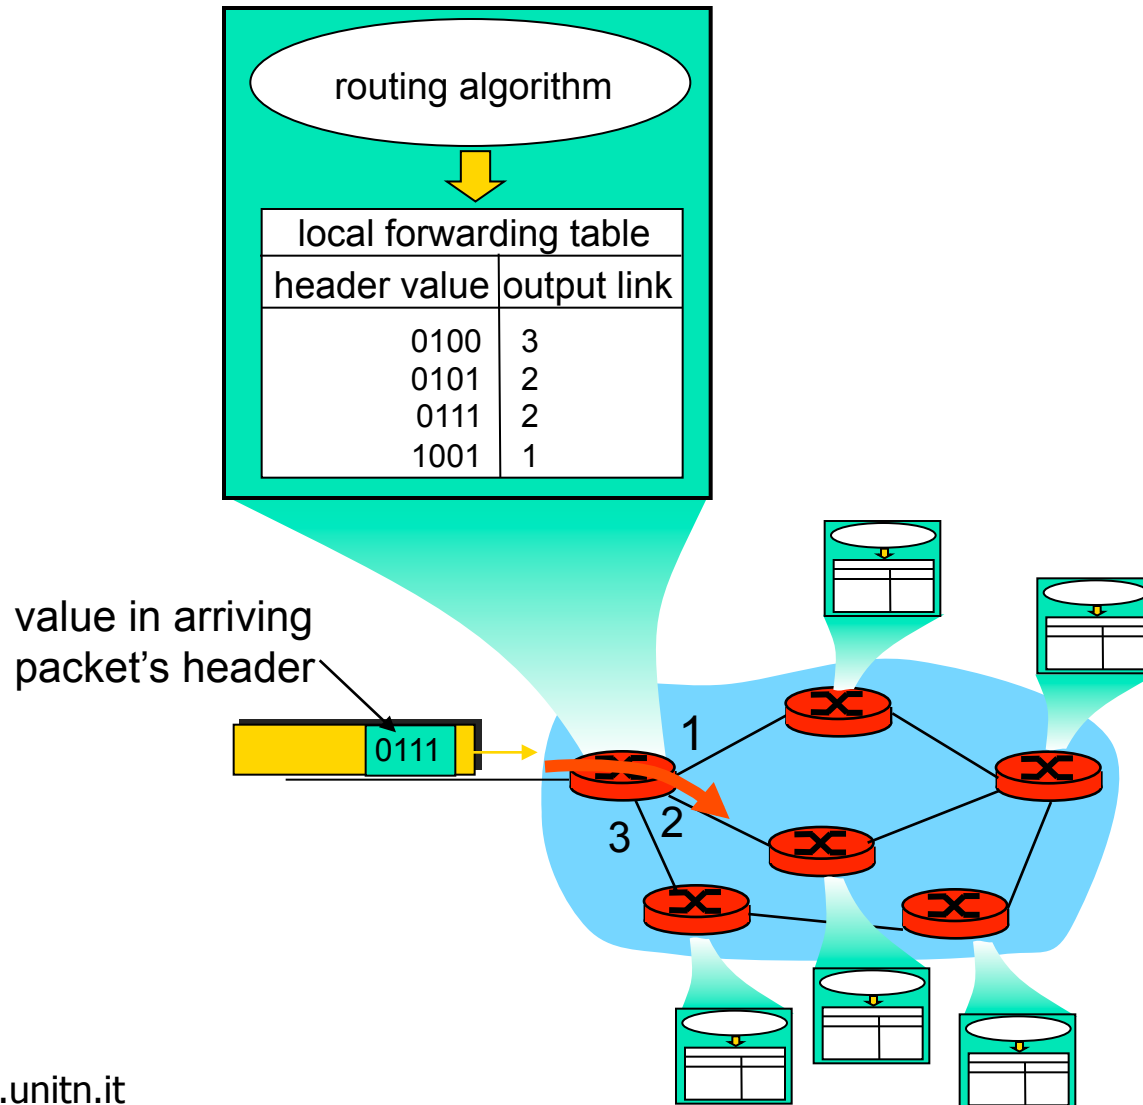 routing algorithm
local forwarding table
header value output link
0100 3
0101 2
0111 2
1001 1
value in arriving
packet’s header
0111
1
2
3
.unitn.it